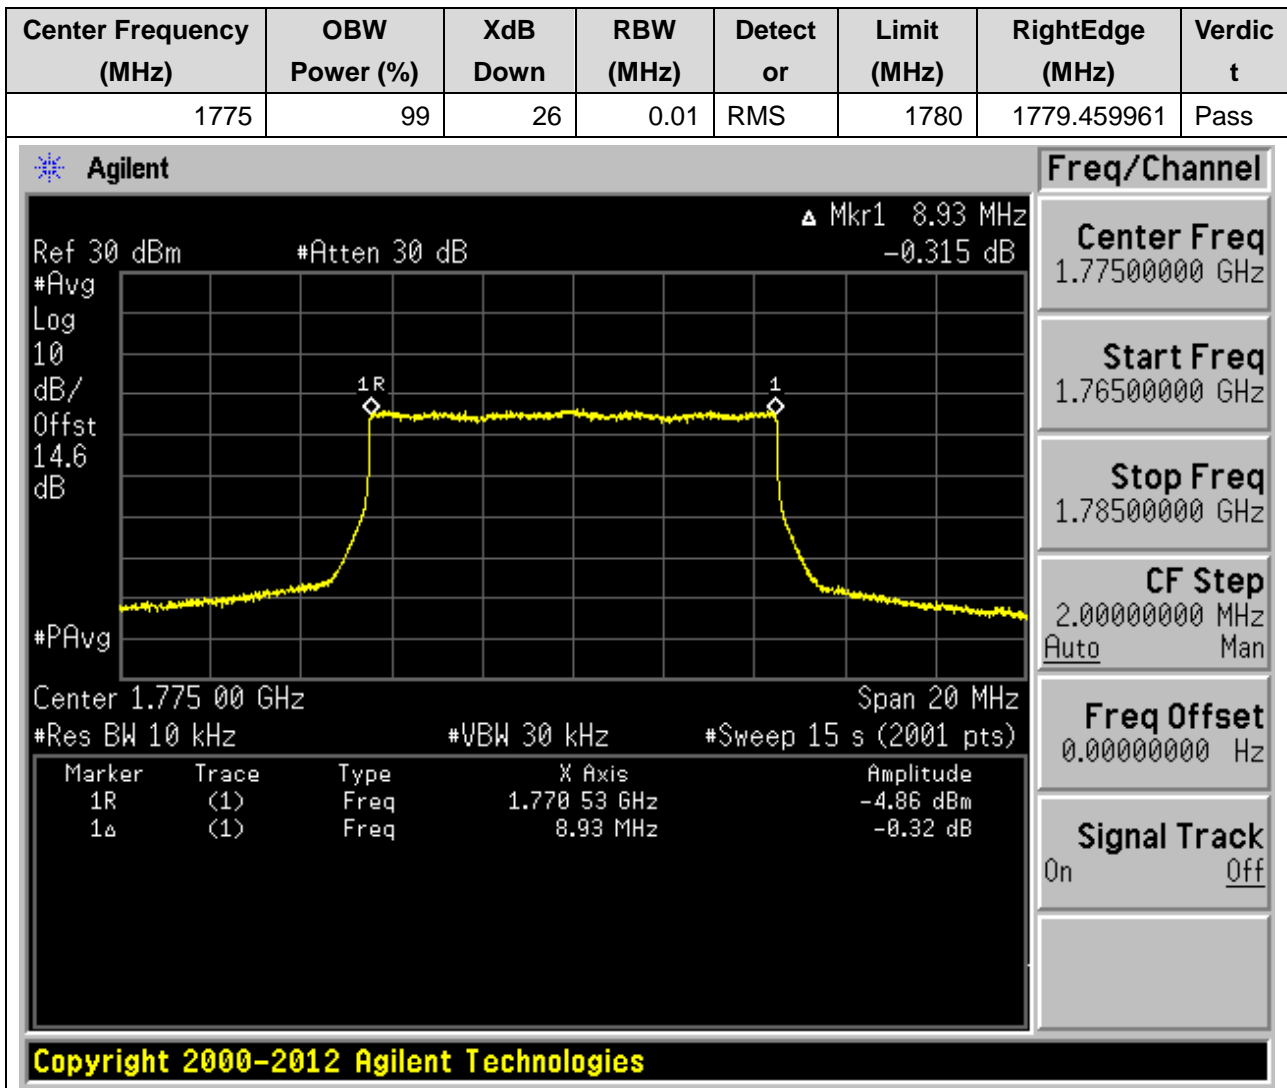 Center Frequency (MHz) OBW Power (%) XdB Down RBW (MHz) Detect or Limit (MHz) RightEdge (MHz) Verdic t
1775 99 26 0.01 RMS 1780 1779.459961 Pass
Agilent
Freq/Channel
Δ Mkr1 8.93 MHz
Ref 30 dBm #Atten 30 dB -0.315 dB
#Avg
Log
10
dB/
Offst
14.6
dB
1R 1
#PAvg
Center 1.775 00 GHz Span 20 MHz
#Res BW 10 kHz #VBW 30 kHz #Sweep 15 s (2001 pts)
Marker Trace Type X Axis Amplitude
1R (1) Freq 1.770 53 GHz -4.86 dBm
1Δ (1) Freq 8.93 MHz -0.32 dB
Center Freq
1.77500000 GHz
Start Freq
1.76500000 GHz
Stop Freq
1.78500000 GHz
CF Step
2.00000000 MHz
Auto Man
Freq Offset
0.00000000 Hz
Signal Track
On Off
Copyright 2000-2012 Agilent Technologies